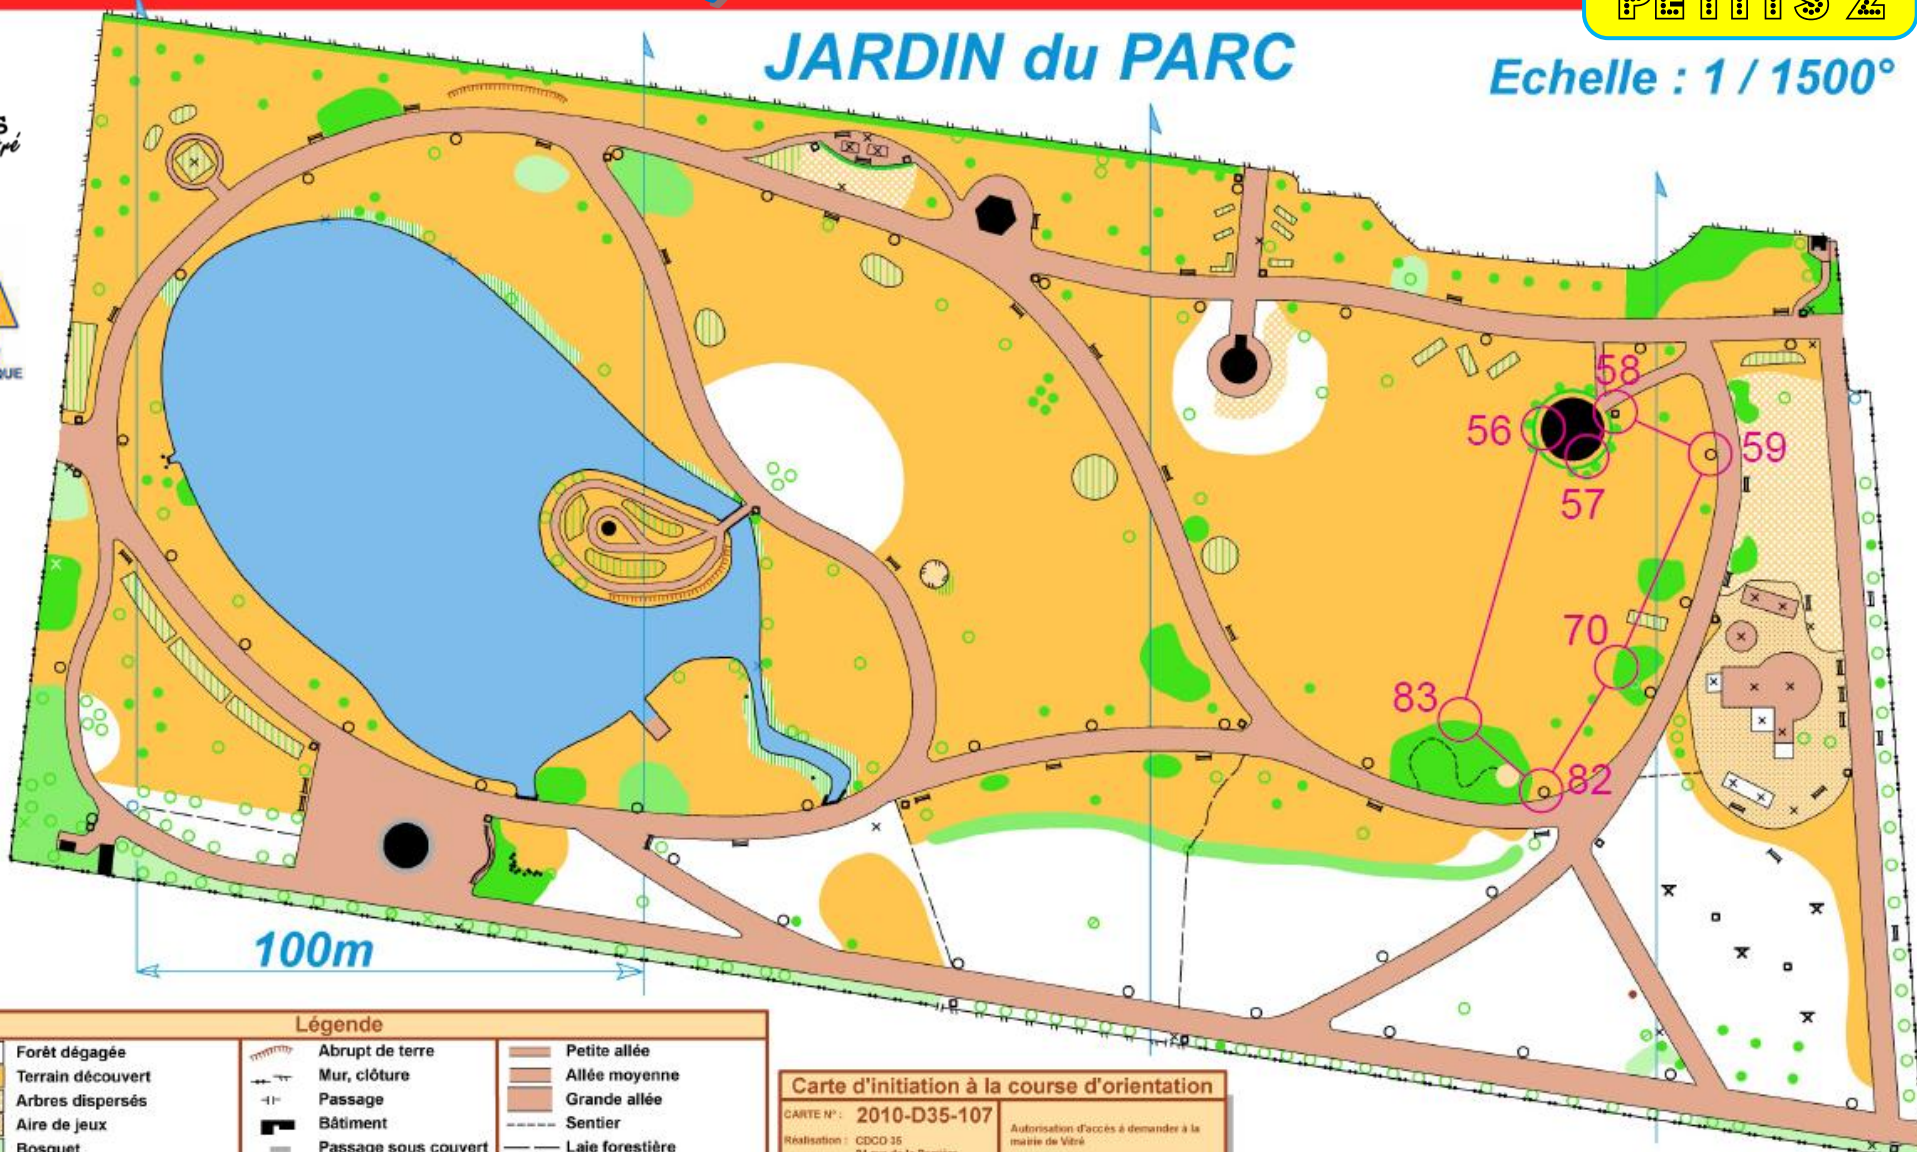 PETITS 2
JARDIN du PARC
Echelle : 1 / 1500°
58
56
59
57
70
83
82
100m
Légende
Forêt dégagée
Terrain découvert
Arbres dispersés
Aire de jeux
Bosquet
Abrupt de terre
Mur, clôture
Passage
Bâtiment
Passage sous couvert
Petite allée
Allée moyenne
Grande allée
Sentier
Laie forestière
Carte d'initiation à la course d'orientation
CARTE N° : 2010-D35-107
Réalisation : CDCO 35
Autorisation d'accès à demander à la
mairie de Vitré